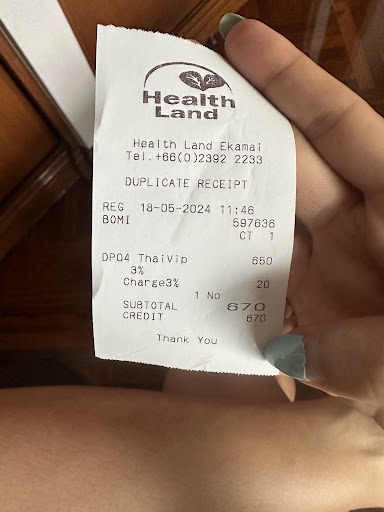 Health
Land
Health Land Ekamai
Tel.+66(0)2392 2233
DUPLICATE RECEIPT
REG 18-05-2024 11:46
BOMI 597636
CT 1
DP04 ThaiVip 650
3%
Charge3% 20
1 No
SUBTOTAL 670
CREDIT 670
Thank You